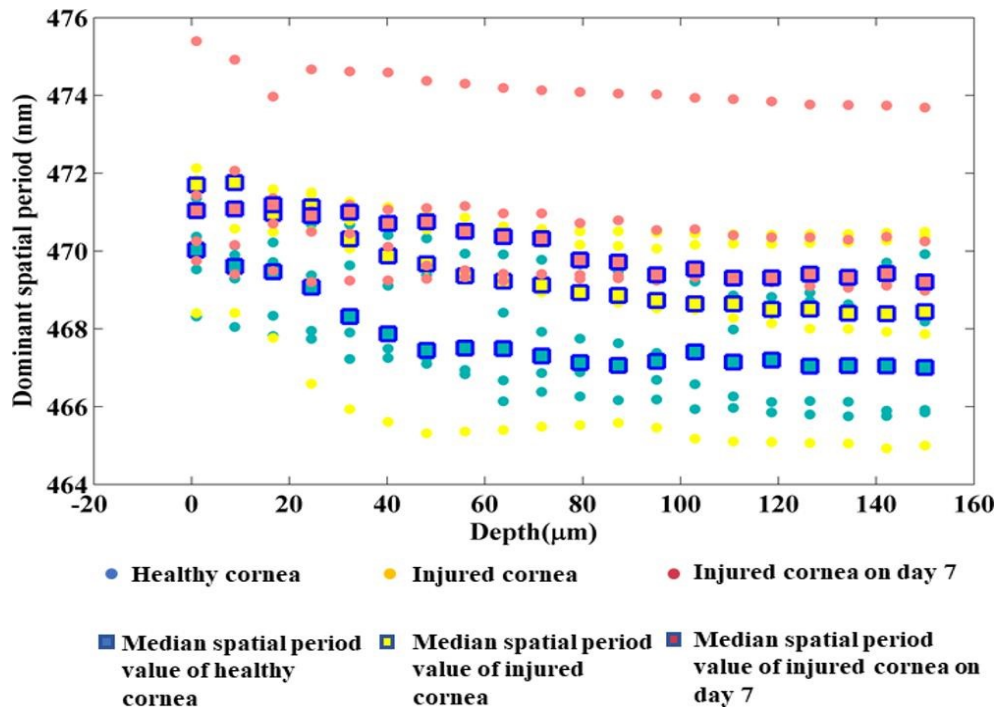 476
474
472
470
468
466
464
Dominant spatial period (nm)
-20
0
20
40
60
80
100
120
140
160
Depth(μm)
Healthy cornea
Injured cornea
Injured cornea on day 7
Median spatial period
value of healthy
cornea
Median spatial period
value of injured
cornea
Median spatial period
value of injured cornea on
day 7